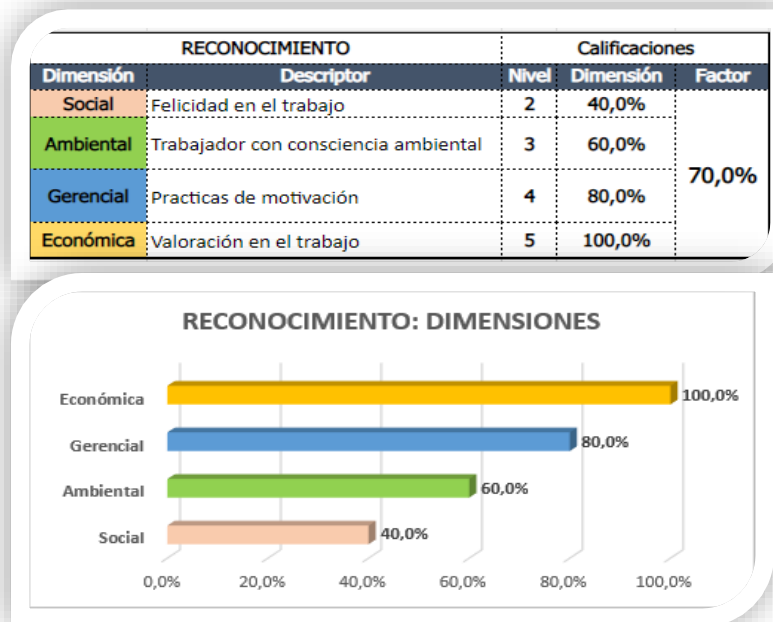 RECONOCIMIENTO Calificaciones
Dimensión Descriptor Nivel Dimensión Factor
Social Felicidad en el trabajo 2 40,0%
Ambiental Trabajador con consciencia ambiental 3 60,0%
70,0%
Gerencial Practicas de motivación 4 80,0%
Económica Valoración en el trabajo 5 100,0%
RECONOCIMIENTO: DIMENSIONES
Económica 100,0%
Gerencial 80,0%
Ambiental 60,0%
Social 40,0%
0,0% 20,0% 40,0% 60,0% 80,0% 100,0%